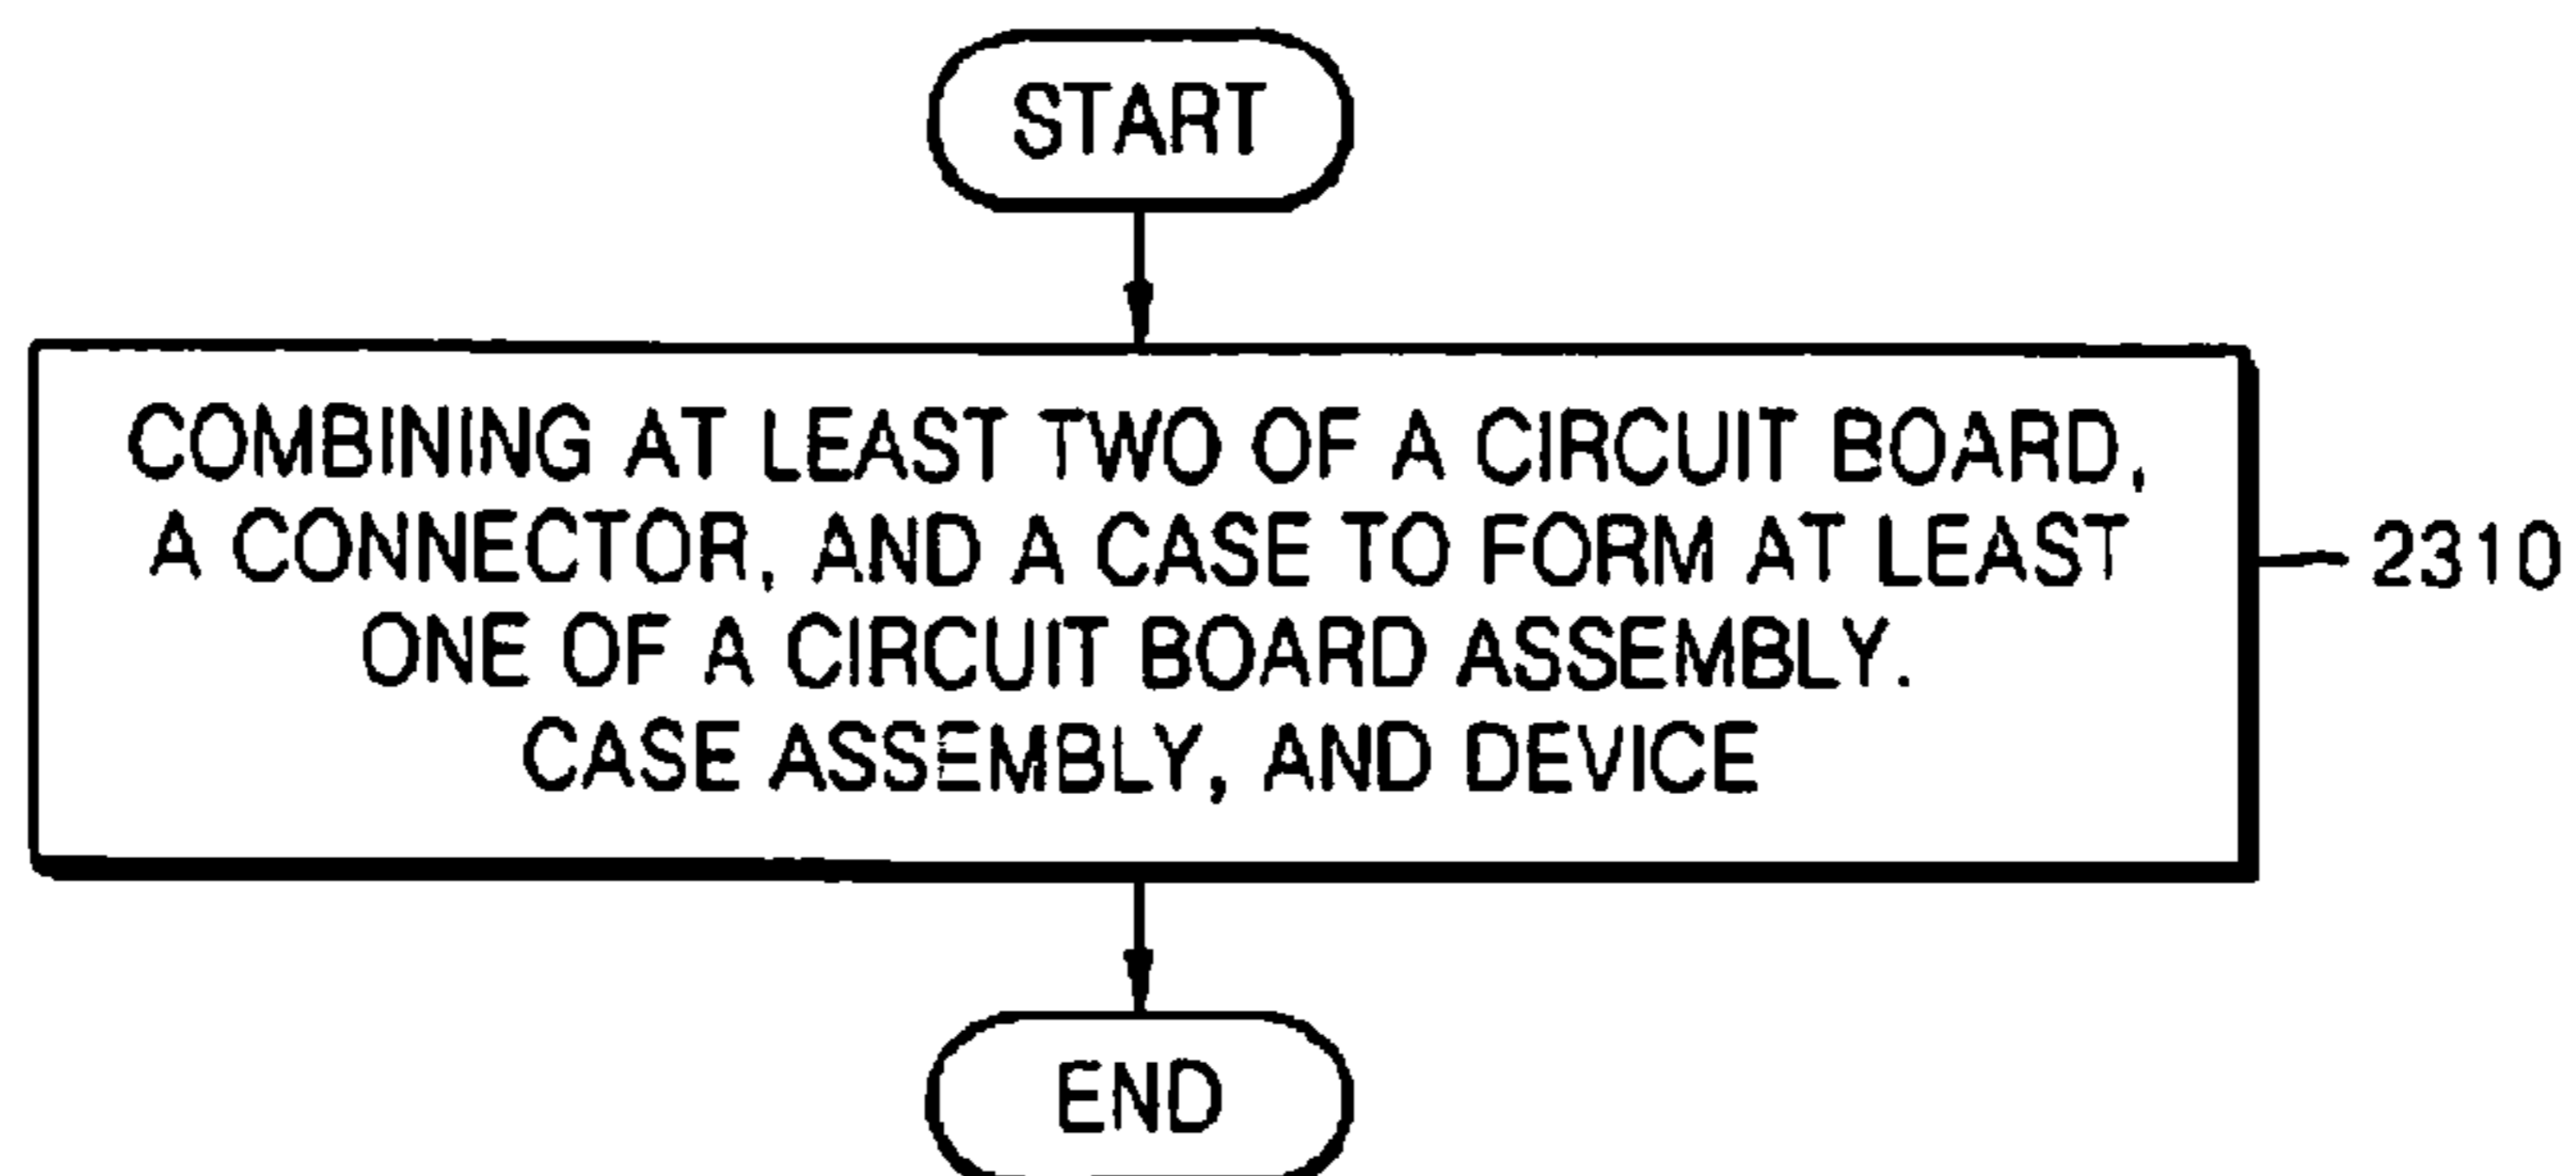 START
COMBINING AT LEAST TWO OF A CIRCUIT BOARD,
A CONNECTOR, AND A CASE TO FORM AT LEAST
ONE OF A CIRCUIT BOARD ASSEMBLY.
CASE ASSEMBLY, AND DEVICE
2310
END